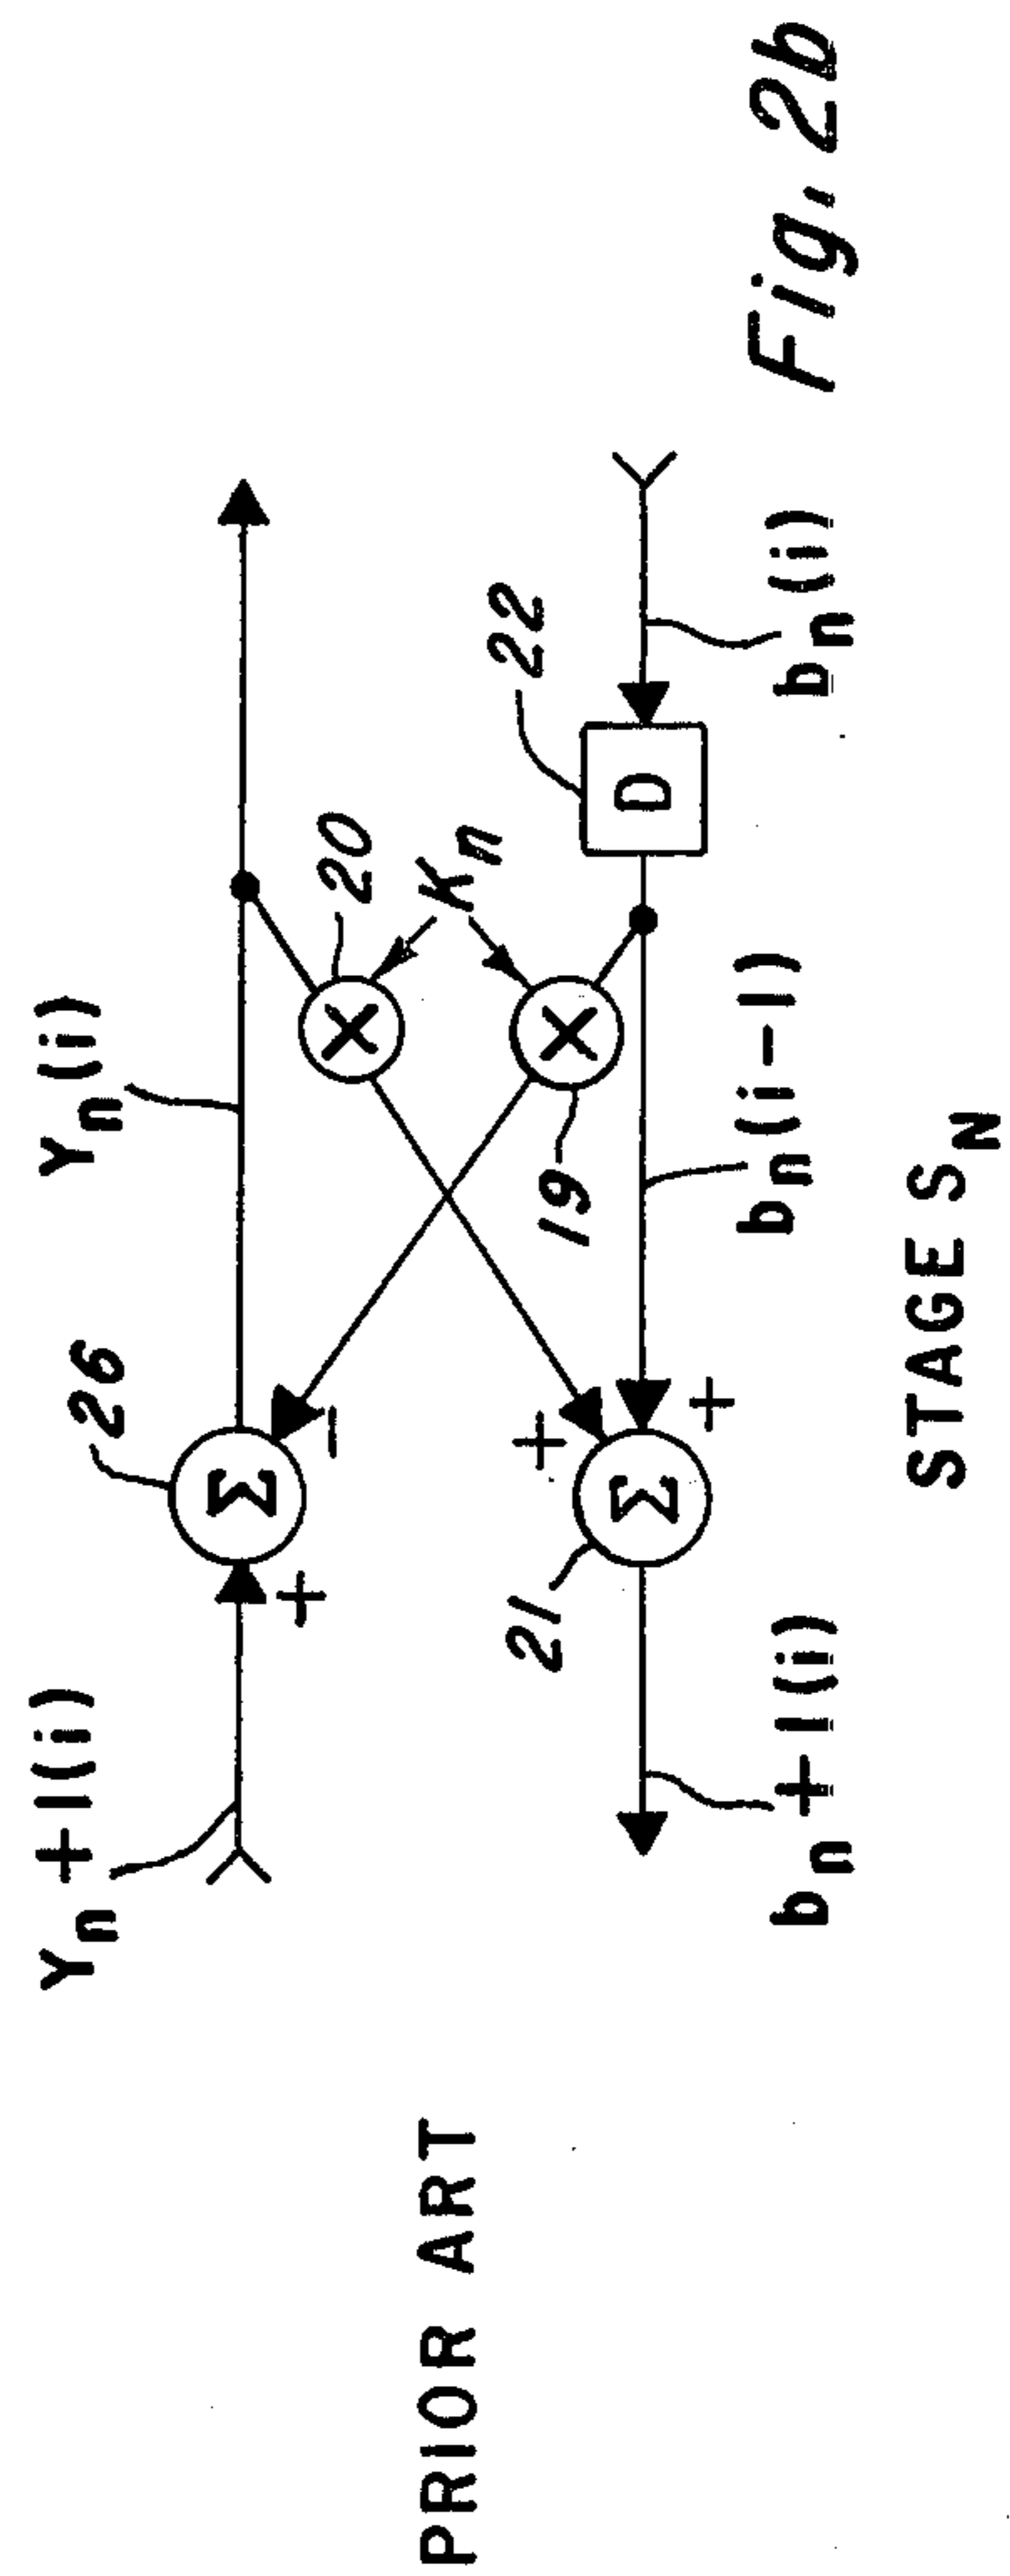 Yn+1(i)
26
Yn(i)
+
-
20
Kn
22
PRIOR ART
21
+
19
Σ
Σ
X
X
D
+
bn+1(i)
bn(i-1)
bn(i)
STAGE SN
Fig. 2b